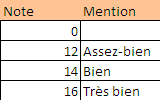 Note Mention
0
12 Assez-bien
14 Bien
16 Très bien